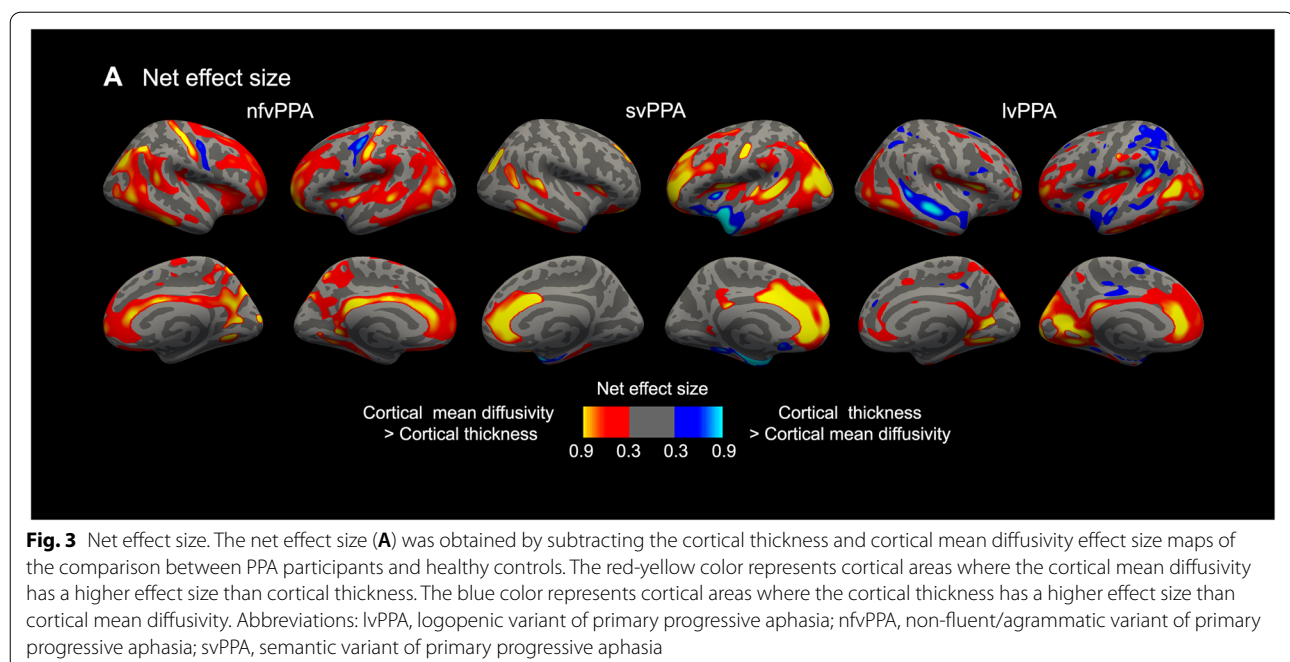 A Net effect size
nfvPPA svPPA lvPPA
Net effect size
Cortical mean diffusivity
> Cortical thickness
Cortical thickness
> Cortical mean diffusivity
0.9 0.3 0.3 0.9
Fig. 3 Net effect size. The net effect size (A) was obtained by subtracting the cortical thickness and cortical mean diffusivity effect size maps of
the comparison between PPA participants and healthy controls. The red-yellow color represents cortical areas where the cortical mean diffusivity
has a higher effect size than cortical thickness. The blue color represents cortical areas where the cortical thickness has a higher effect size than
cortical mean diffusivity. Abbreviations: lvPPA, logopenic variant of primary progressive aphasia; nfvPPA, non-fluent/agrammatic variant of primary
progressive aphasia; svPPA, semantic variant of primary progressive aphasia